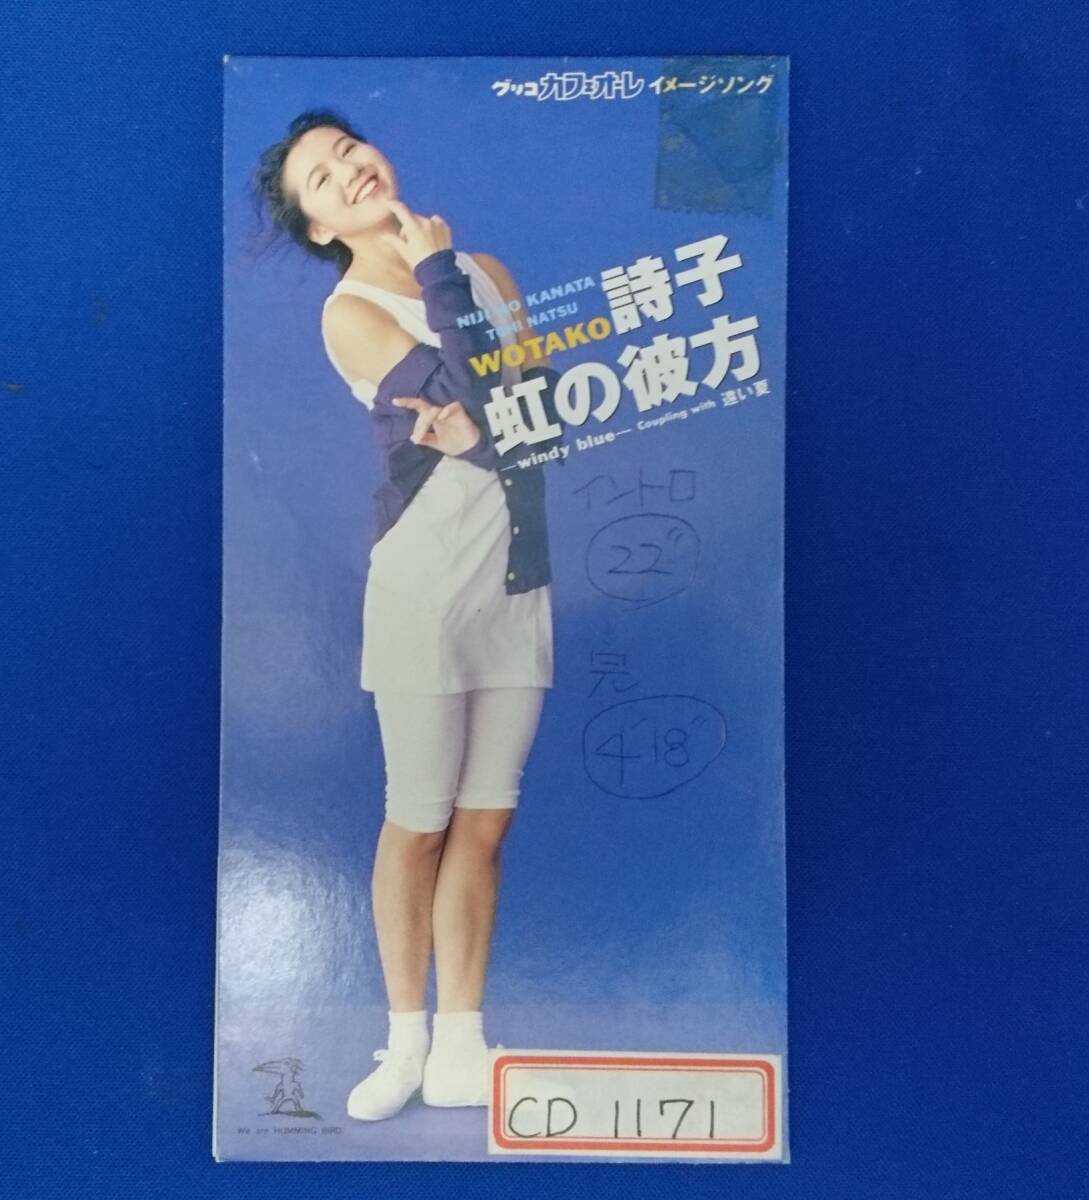 グリコ カフェオーレ イメージソング
NIJI NO KANATA
TOHI NATSU
WOTAKO 詩子
虹の彼方
—windy blue— Coupling with 遠い夏
イントロ
22"
完
4'18"
We are HUMMING BIRD.
CD 1171